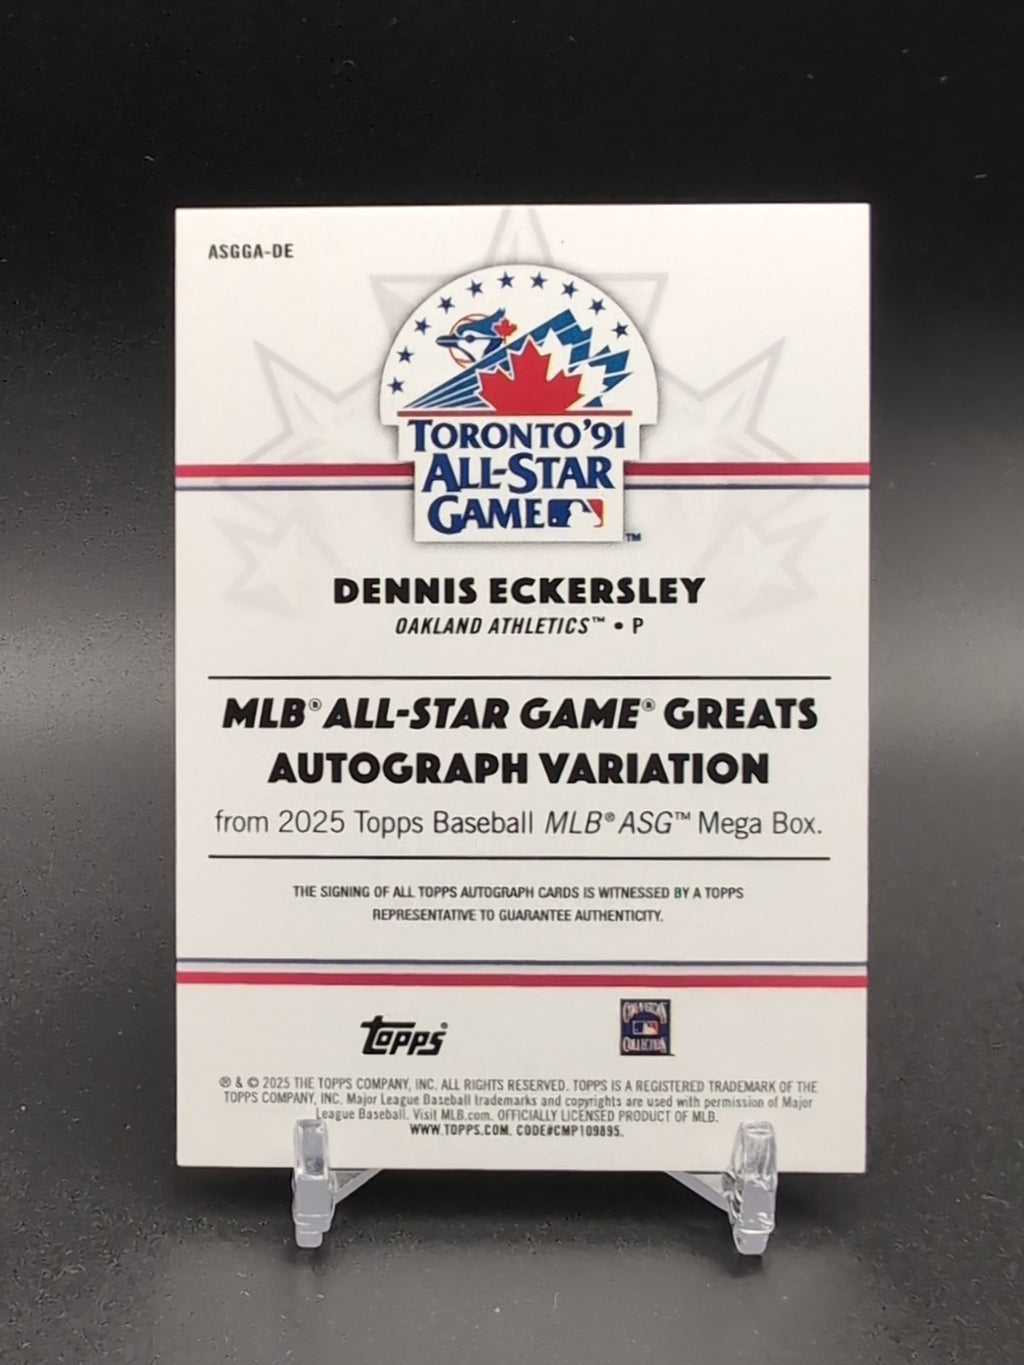 ASGGA-DE
TORONTO '91
ALL-STAR
GAME
TM
DENNIS ECKERSLEY
OAKLAND ATHLETICS™ • P
MLB® ALL-STAR GAME® GREATS
AUTOGRAPH VARIATION
from 2025 Topps Baseball MLB® ASG™ Mega Box.
THE SIGNING OF ALL TOPPS AUTOGRAPH CARDS IS WITNESSED BY A TOPPS
REPRESENTATIVE TO GUARANTEE AUTHENTICITY.
Topps®
COOPERSTOWN
COLLECTION
® & © 2025 THE TOPPS COMPANY, INC. ALL RIGHTS RESERVED. TOPPS IS A REGISTERED TRADEMARK OF THE
TOPPS COMPANY, INC. Major League Baseball trademarks and copyrights are used with permission of Major
League Baseball. Visit MLB.com. OFFICIALLY LICENSED PRODUCT OF MLB.
WWW.TOPPS.COM. CODE#CMP109895.